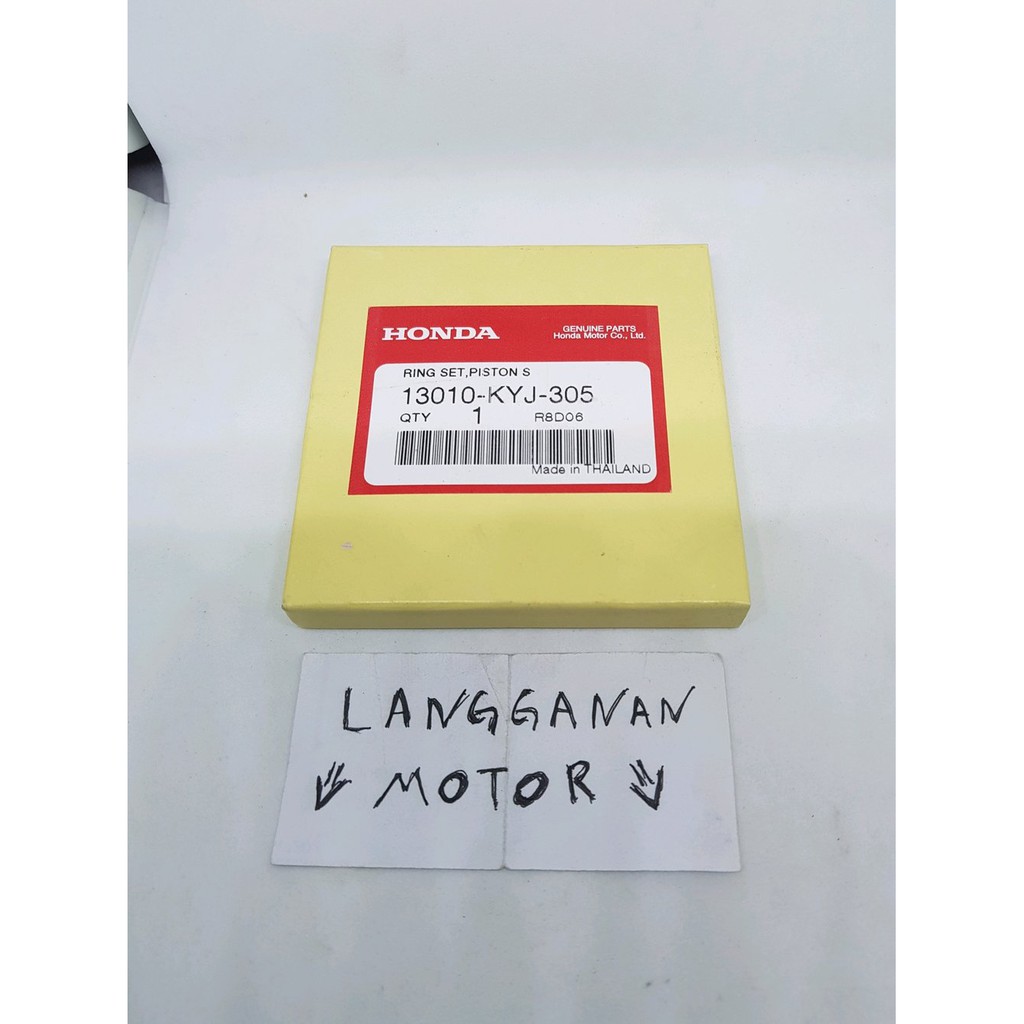 HONDA
GENUINE PARTS
Honda Motor Co., Ltd.
RING SET,PISTON S
13010-KYJ-305
QTY 1 R8D06
Made in THAILAND
LANGGANAN
MOTOR